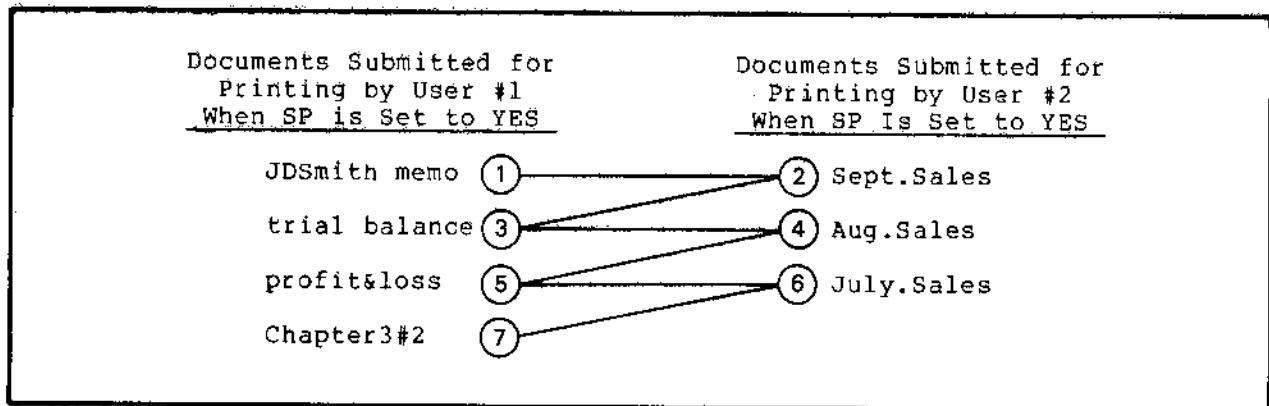 Documents Submitted for
Printing by User #1
When SP is Set to YES
JDSmith memo 1
trial balance 3
profit&loss 5
Chapter3#2 7
Documents Submitted for
Printing by User #2
When SP Is Set to YES
2 Sept.Sales
4 Aug.Sales
6 July.Sales